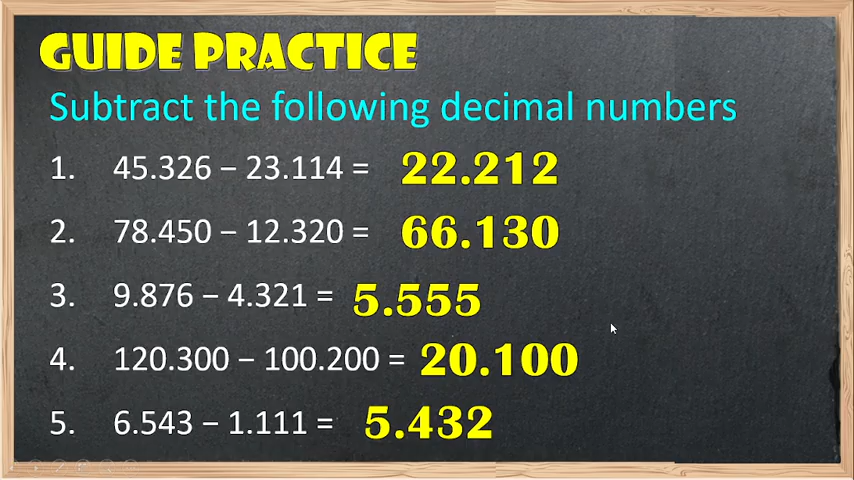 GUIDE PRACTICE
Subtract the following decimal numbers
1. 45.326 – 23.114 = 22.212
2. 78.450 – 12.320 = 66.130
3. 9.876 – 4.321 = 5.555
4. 120.300 – 100.200 = 20.100
5. 6.543 – 1.111 = 5.432